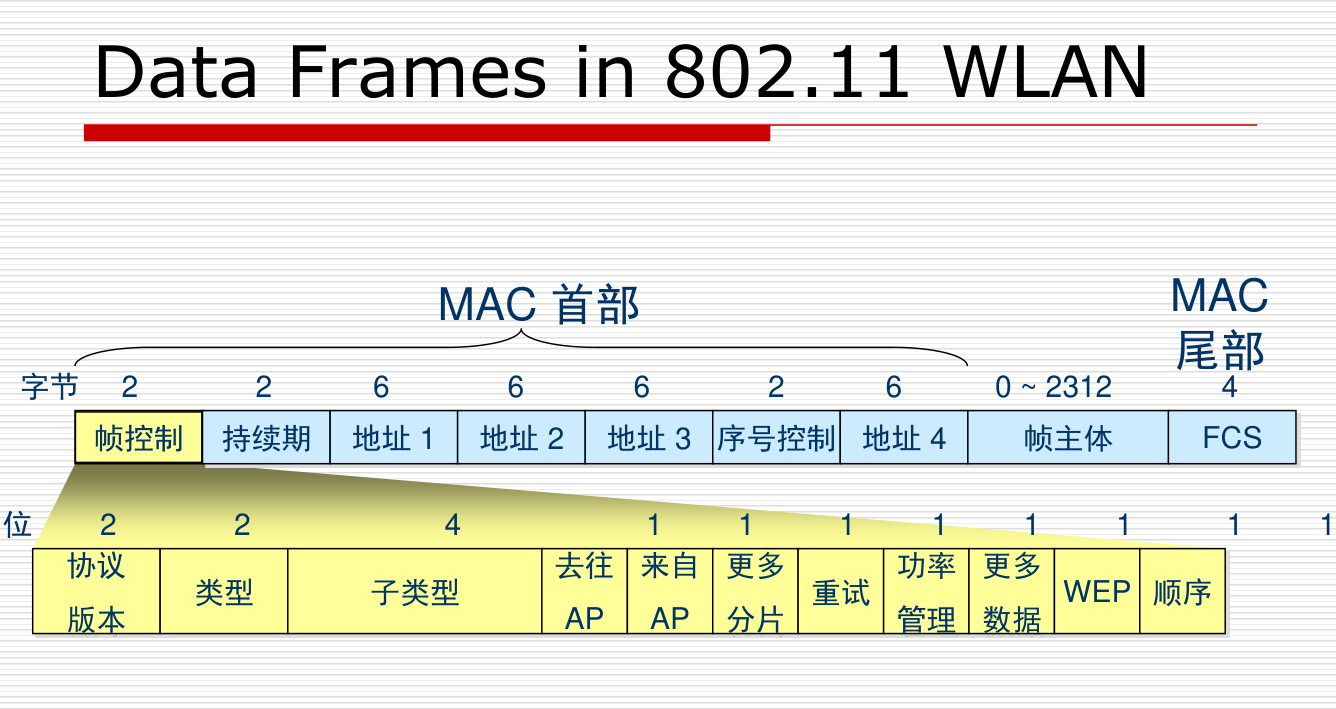 Data Frames in 802.11 WLAN
MAC 首部
MAC
尾部
字节 2 2 6 6 6 2 6 0 ~ 2312 4
帧控制 持续期 地址 1 地址 2 地址 3 序号控制 地址 4 帧主体 FCS
位 2 2 4 1 1 1 1 1 1 1 1
协议 去往 来自 更多 功率 更多
类型 子类型 重试 WEP 顺序
版本 AP AP 分片 管理 数据